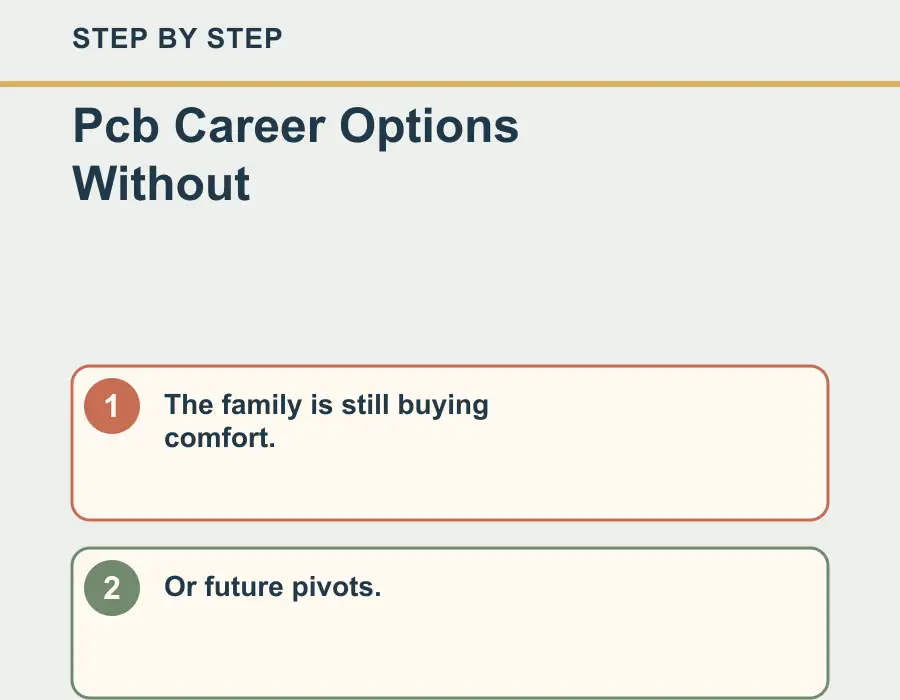 STEP BY STEP
Pcb Career Options
Without
1
The family is still buying
comfort.
2
Or future pivots.